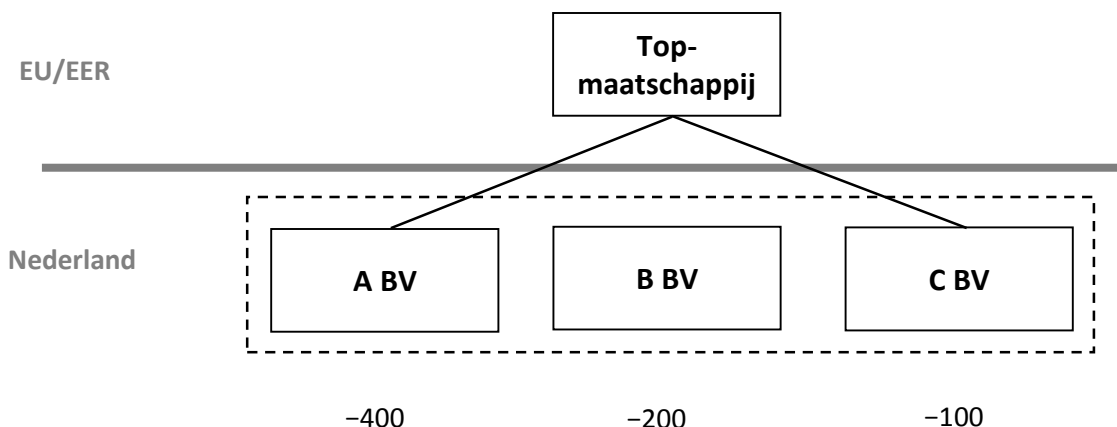 EU/EER
Top-
maatschappij
Nederland
A BV
B BV
C BV
−400
−200
−100